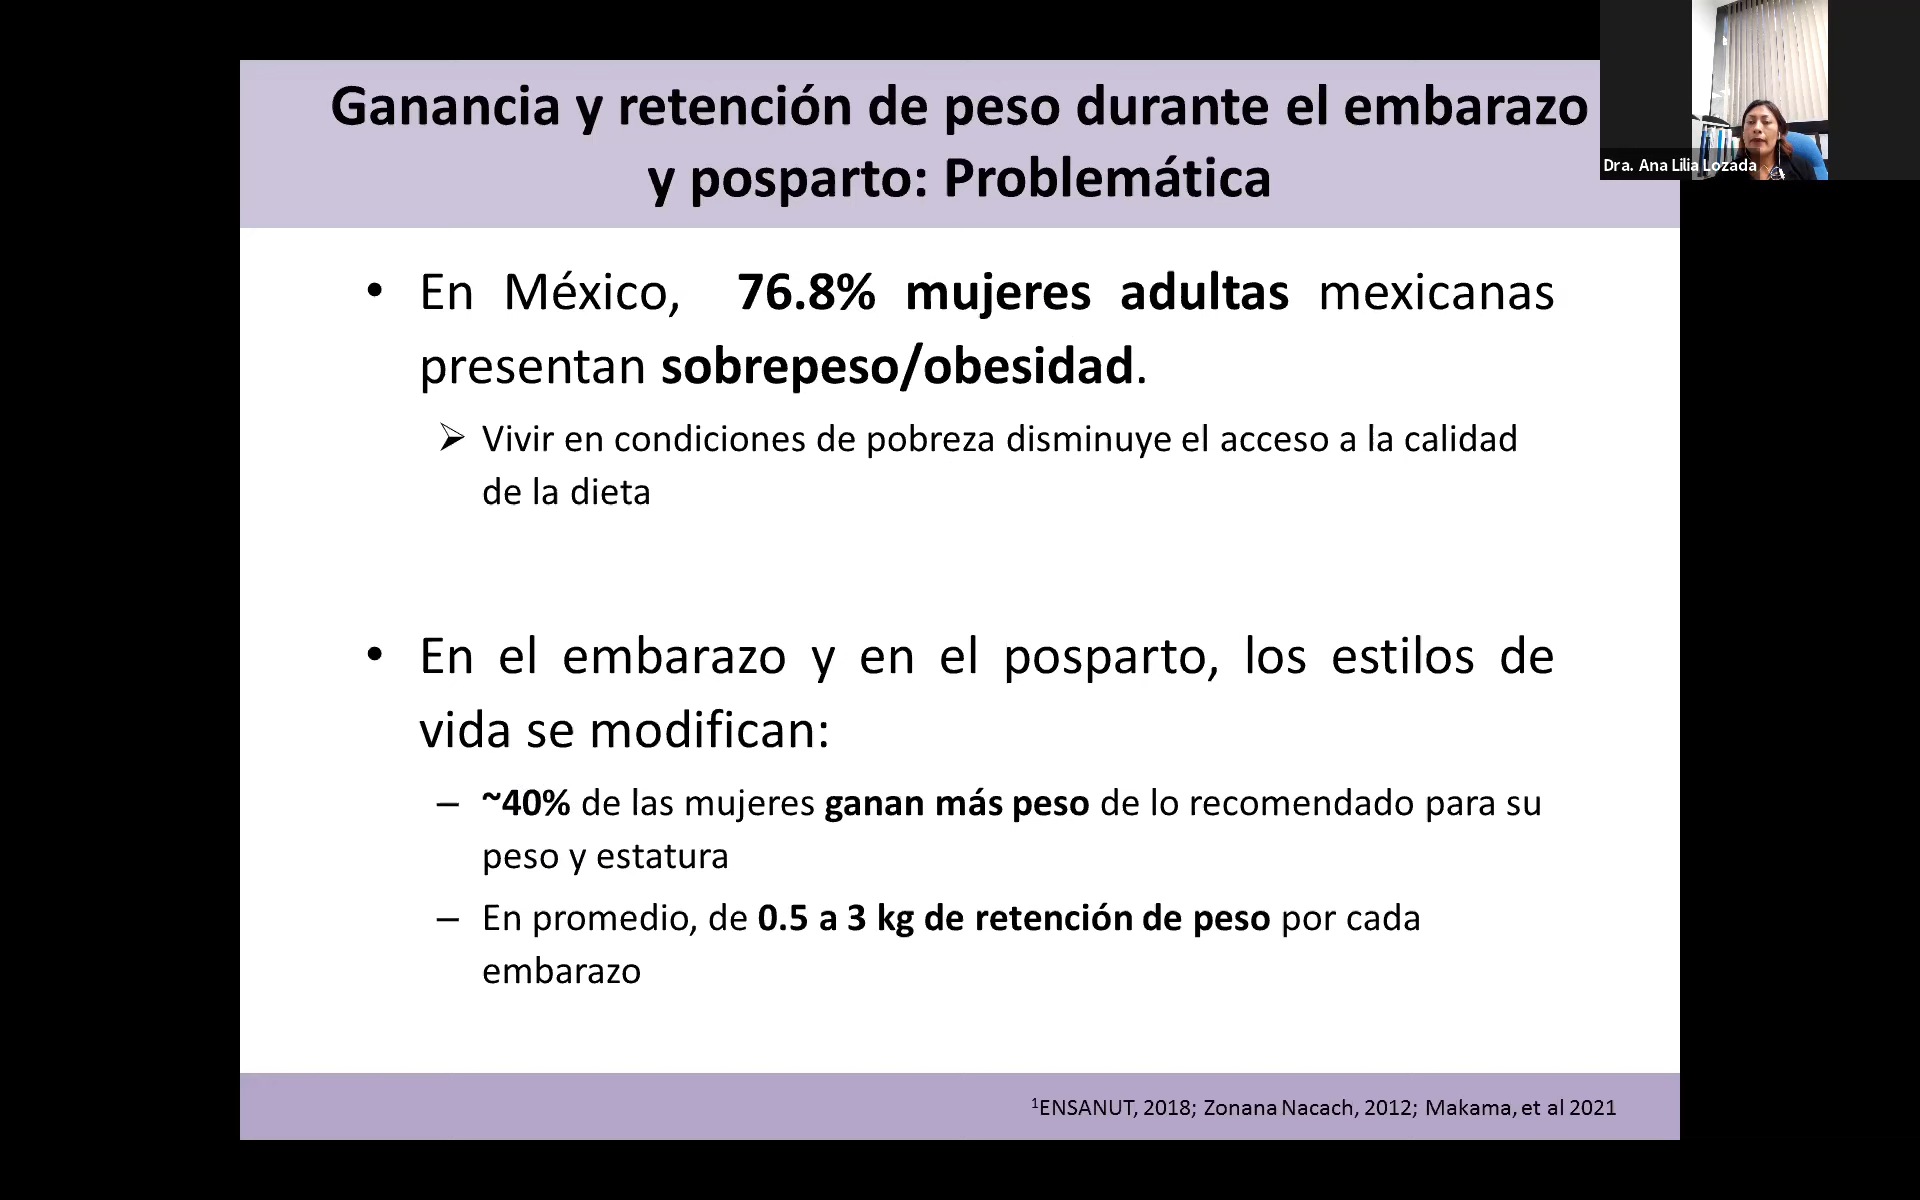 Ganancia y retención de peso durante el embarazo
y posparto: Problemática
Dra. Ana Lilia Lozada
• En México, 76.8% mujeres adultas mexicanas
presentan sobrepeso/obesidad.
➢ Vivir en condiciones de pobreza disminuye el acceso a la calidad
de la dieta
• En el embarazo y en el posparto, los estilos de
vida se modifican:
– ~40% de las mujeres ganan más peso de lo recomendado para su
peso y estatura
– En promedio, de 0.5 a 3 kg de retención de peso por cada
embarazo
¹ENSANUT, 2018; Zonana Nacach, 2012; Makama, et al 2021